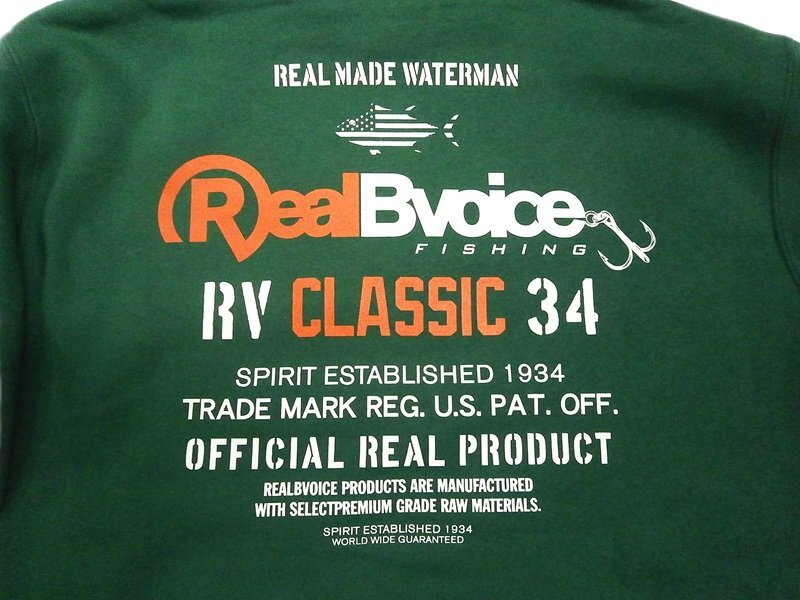 REAL MADE WATERMAN
RealBvoice
FISHING
RV CLASSIC 34
SPIRIT ESTABLISHED 1934
TRADE MARK REG. U.S. PAT. OFF.
OFFICIAL REAL PRODUCT
REALBVOICE PRODUCTS ARE MANUFACTURED
WITH SELECTPREMIUM GRADE RAW MATERIALS.
SPIRIT ESTABLISHED 1934
WORLD WIDE GUARANTEED